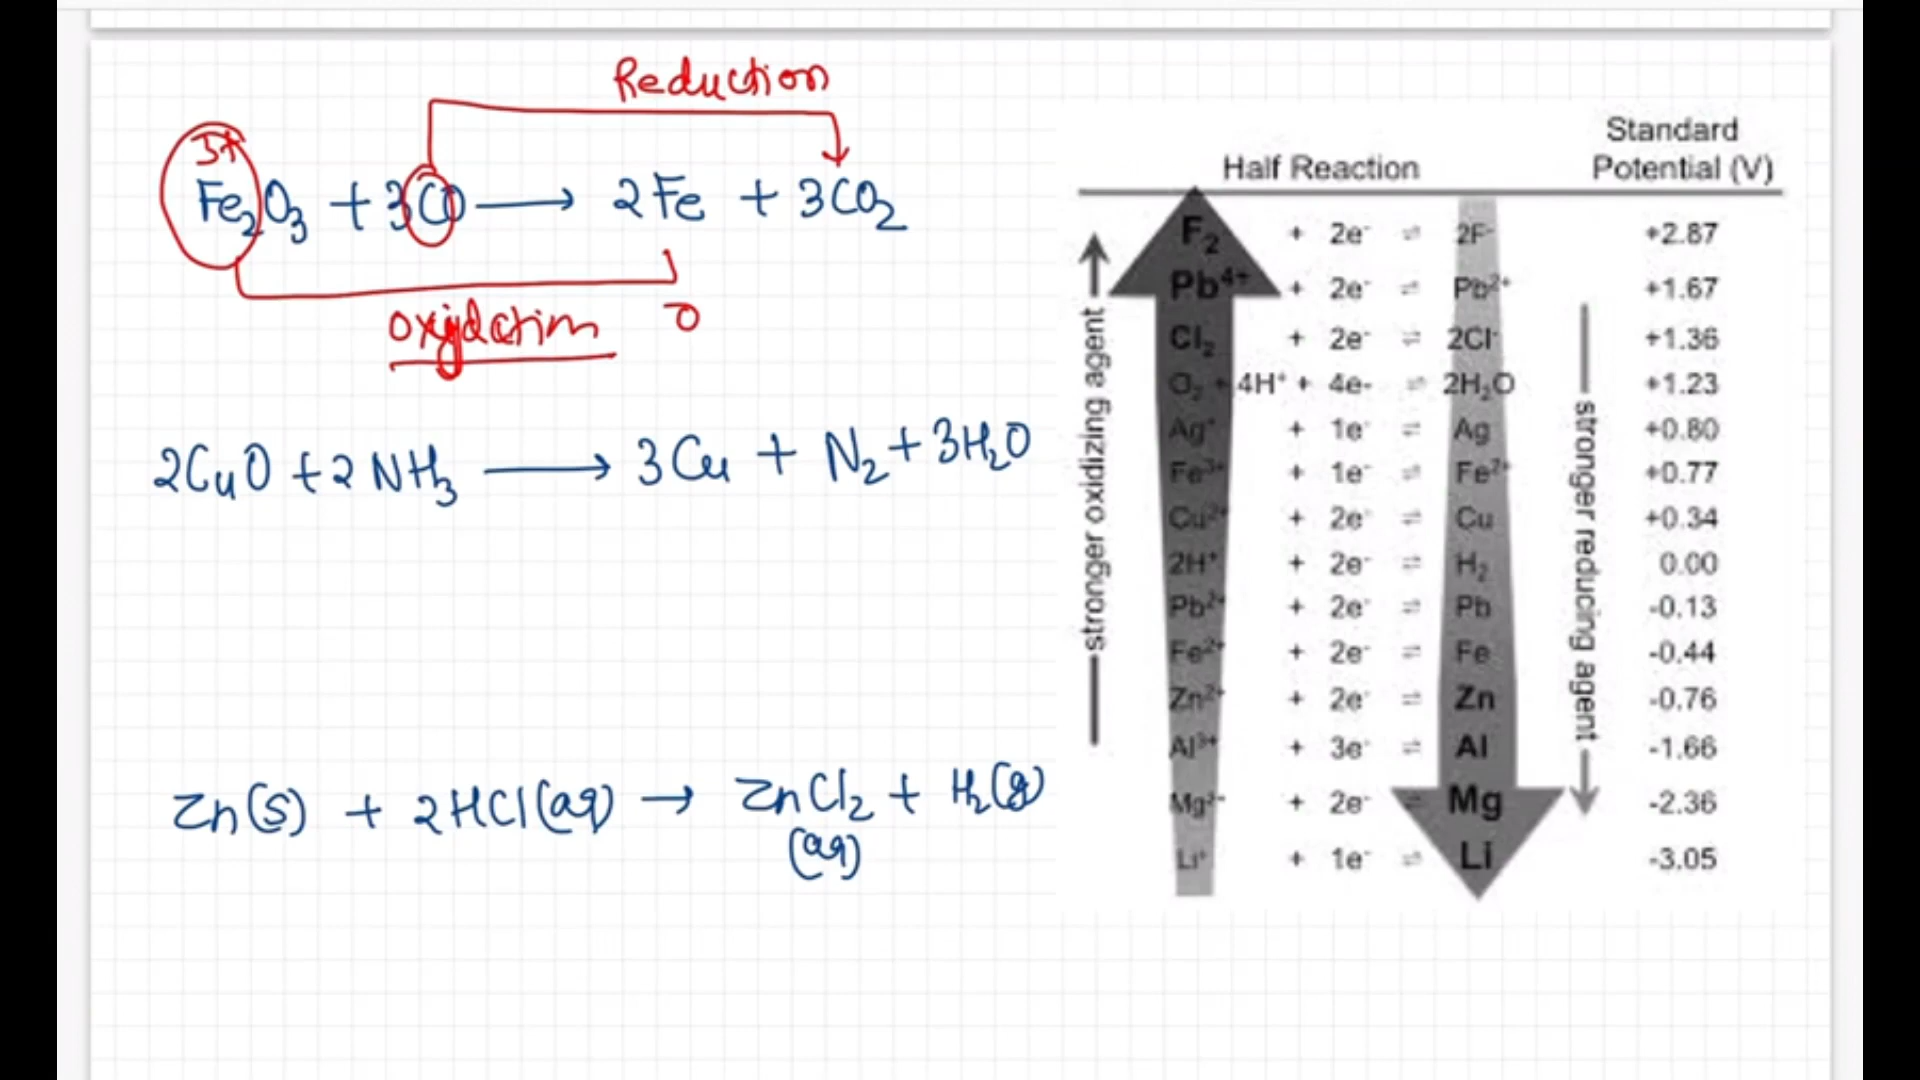 Reduction
3+
Fe₂O₃ + 3CO ⟶ 2Fe + 3CO₂
oxijdation 0
2CuO + 2NH₃ ⟶ 3Cu + N₂ + 3H₂O
Zn(s) + 2HCl(aq) → ZnCl₂ + H₂(g)
(aq)
Half Reaction
Standard
Potential (V)
F₂ + 2e⁻ ⇌ 2F⁻ +2.87
Pb⁴⁺ + 2e⁻ ⇌ Pb²⁺ +1.67
Cl₂ + 2e⁻ ⇌ 2Cl⁻ +1.36
O₂ + 4H⁺ + 4e- ⇌ 2H₂O +1.23
Ag⁺ + 1e⁻ ⇌ Ag +0.80
Fe³⁺ + 1e⁻ ⇌ Fe²⁺ +0.77
Cu²⁺ + 2e⁻ ⇌ Cu +0.34
2H⁺ + 2e⁻ ⇌ H₂ 0.00
Pb²⁺ + 2e⁻ ⇌ Pb -0.13
Fe²⁺ + 2e⁻ ⇌ Fe -0.44
Zn²⁺ + 2e⁻ ⇌ Zn -0.76
Al³⁺ + 3e⁻ ⇌ Al -1.66
Mg²⁺ + 2e⁻ ⇌ Mg -2.36
Li⁺ + 1e⁻ ⇌ Li -3.05
stronger oxidizing agent
stronger reducing agent